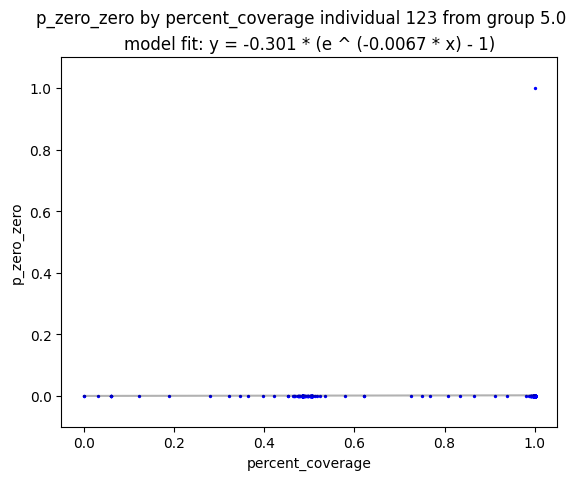 p_zero_zero by percent_coverage individual 123 from group 5.0
model fit: y = -0.301 * (e ^ (-0.0067 * x) - 1)
1.0
0.8
0.6
0.4
0.2
0.0
p_zero_zero
0.0 0.2 0.4 0.6 0.8 1.0
percent_coverage